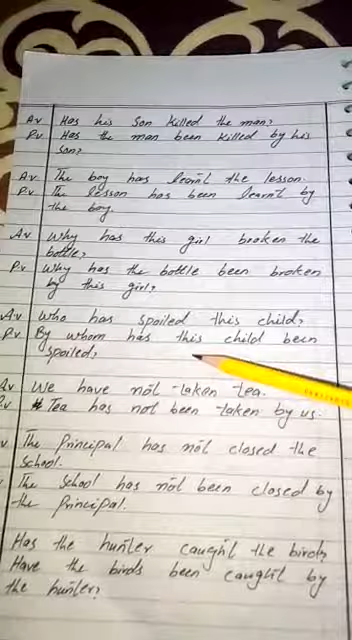 Av Has his son killed the man?
P.v Has the man been killed by his
son?
Av The boy has learnt the lesson.
P.v The lesson has been learnt by
the boy.
Av Why has this girl broken the
bottle?
P.v Why has the bottle been broken
by this girl?
Av Who has spoiled this child?
P.v By whom has this child been
spoiled?
Av We have not taken tea.
P.v Tea has not been taken by us.
v The Principal has not closed the
School.
The School has not been closed by
the Principal.
Has the hunter caught the birds?
Have the birds been caught by
the hunter?